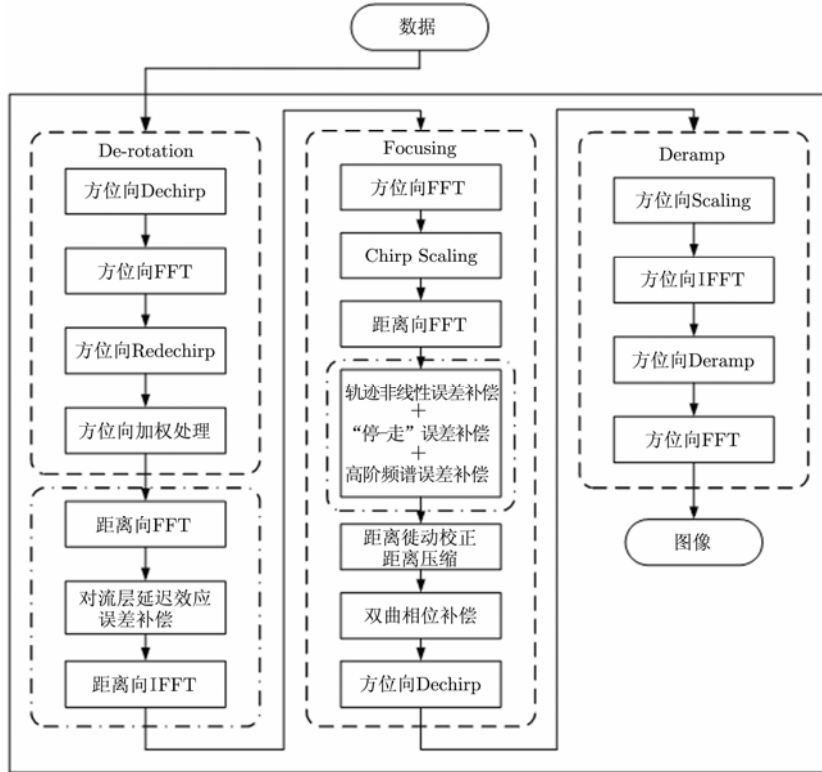 数据
De-rotation
方位向Dechirp
方位向FFT
方位向Redechirp
方位向加权处理
距离向FFT
对流层延迟效应
误差补偿
距离向IFFT
Focusing
方位向FFT
Chirp Scaling
距离向FFT
轨迹非线性误差补偿
+
“停–走”误差补偿
+
高阶频谱误差补偿
距离徙动校正
距离压缩
双曲相位补偿
方位向Dechirp
Deramp
方位向Scaling
方位向IFFT
方位向Deramp
方位向FFT
图像